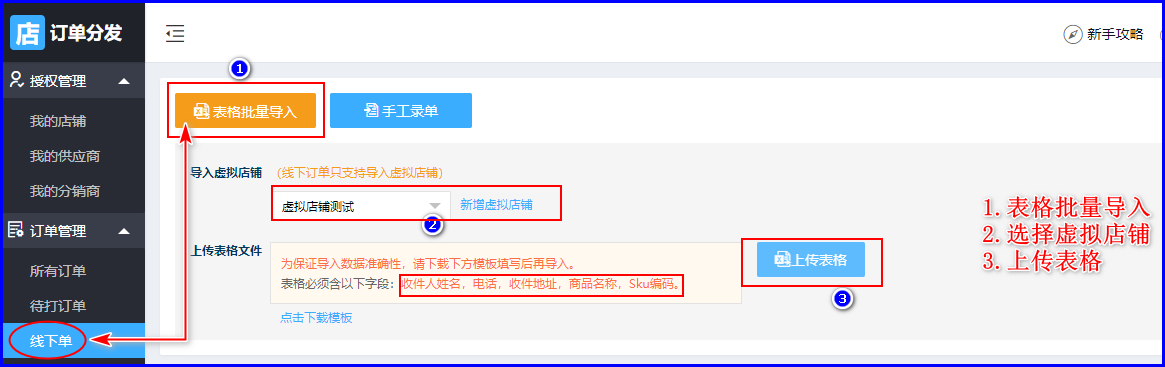 店 订单分发
新手攻略
授权管理
我的店铺
我的供应商
我的分销商
订单管理
所有订单
待打订单
线下单
1
表格批量导入
手工录单
导入虚拟店铺 (线下订单只支持导入虚拟店铺)
虚拟店铺测试
新增虚拟店铺
2
上传表格文件
为保证导入数据准确性，请下载下方模板填写后再导入。
表格必须含以下字段：收件人姓名，电话，收件地址，商品名称，Sku编码。
点击下载模板
上传表格
3
1. 表格批量导入
2. 选择虚拟店铺
3. 上传表格